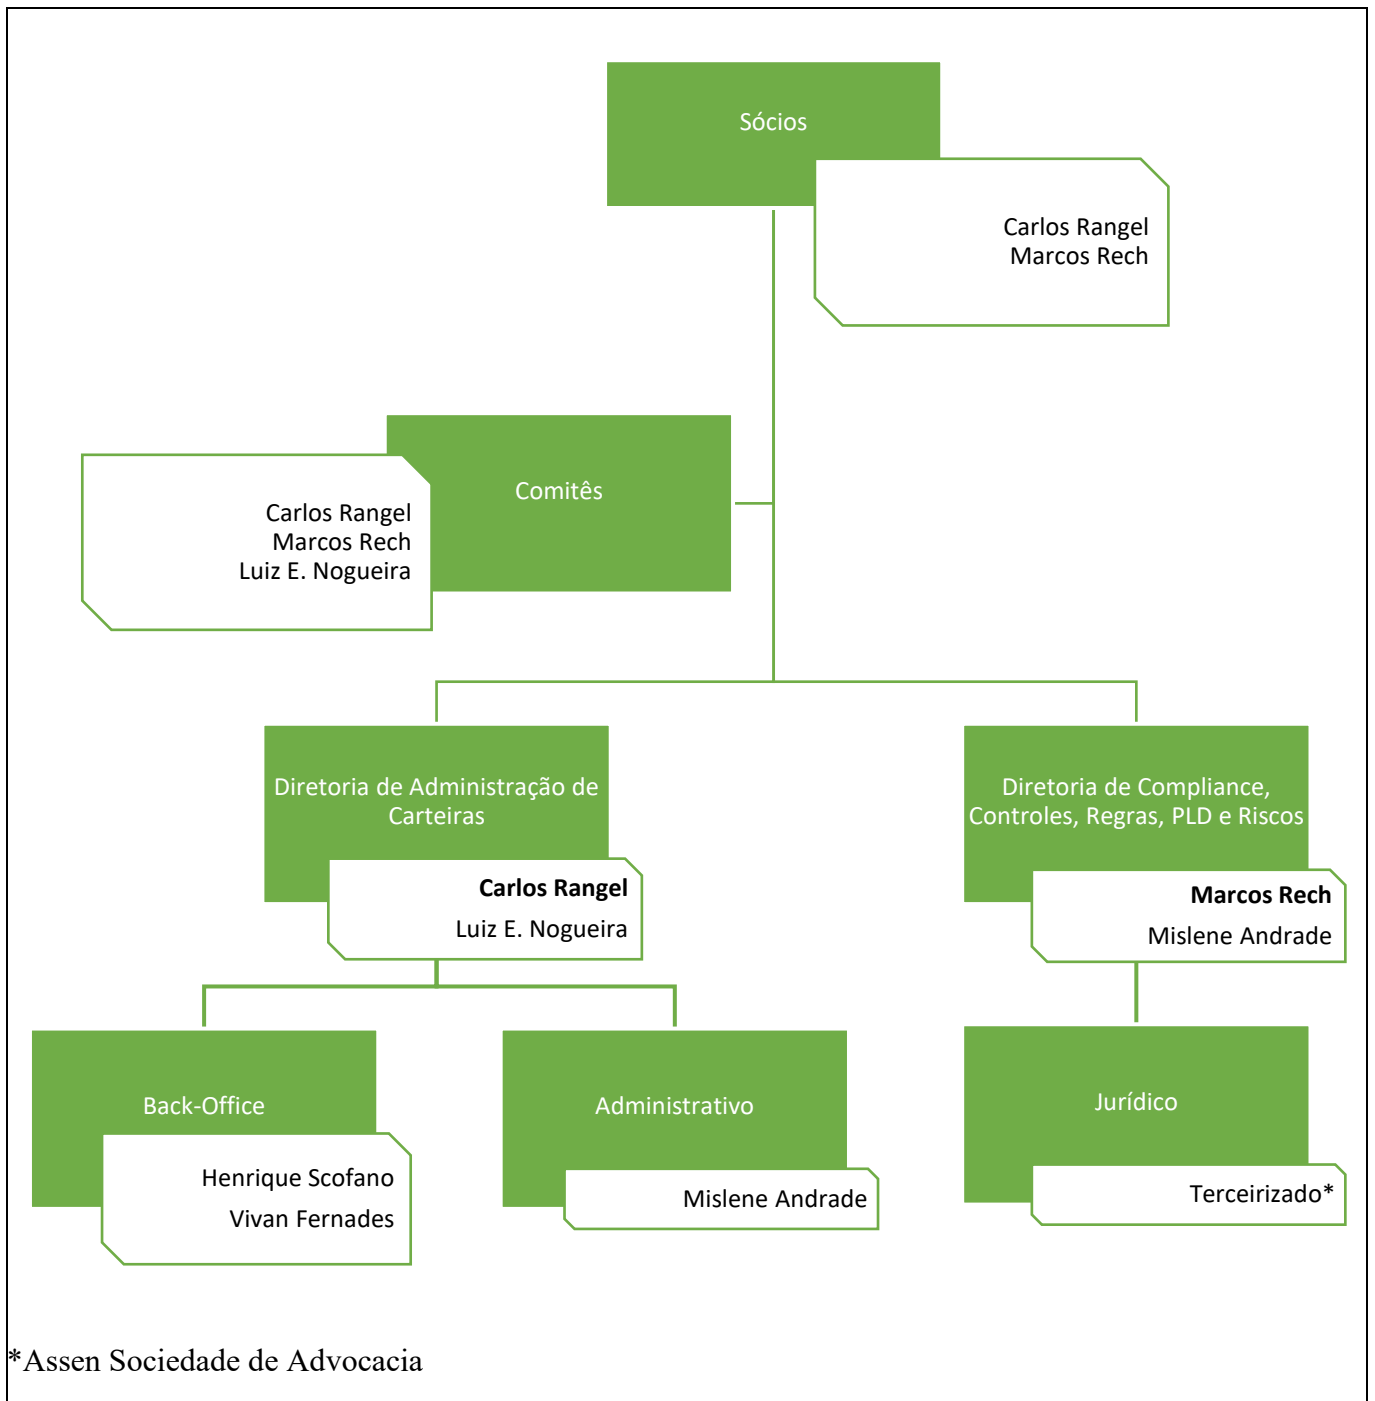 Sócios
Carlos Rangel
Marcos Rech
Comitês
Carlos Rangel
Marcos Rech
Luiz E. Nogueira
Diretoria de Administração de
Carteiras
Carlos Rangel
Luiz E. Nogueira
Diretoria de Compliance,
Controles, Regras, PLD e Riscos
Marcos Rech
Mislene Andrade
Back-Office
Henrique Scofano
Vivan Fernades
Administrativo
Mislene Andrade
Jurídico
Terceirizado*
*Assen Sociedade de Advocacia